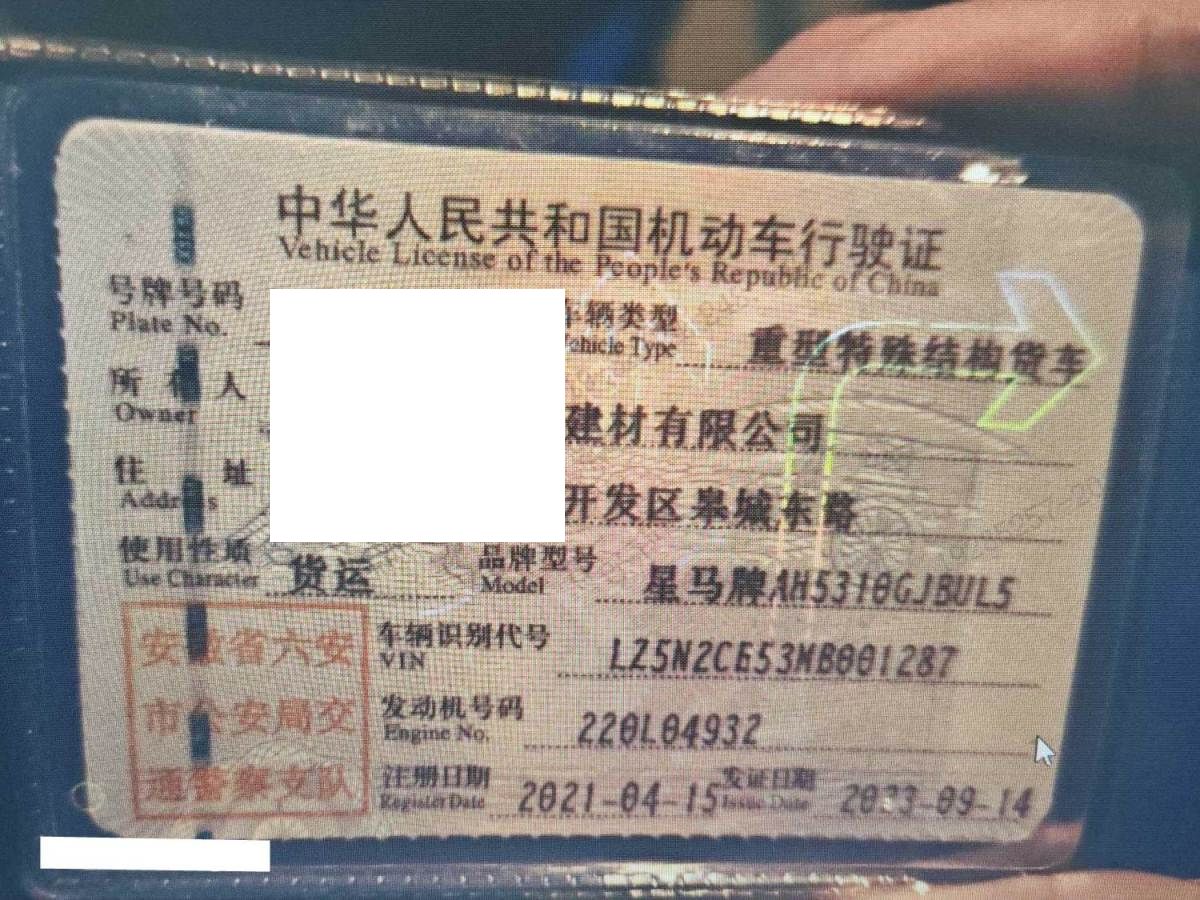 中华人民共和国机动车行驶证
Vehicle License of the People's Republic of China
号牌号码 车辆类型 重型特殊结构货车
Plate No. Vehicle Type
所有人 建材有限公司
Owner
住址 开发区皋城东路
Address
使用性质 货运 品牌型号 星马牌AH5310GJBUL5
Use Character Model
车辆识别代号 LZ5N2CE53MB001287
VIN
发动机号码 220L04932
Engine No.
注册日期 2021-04-15 发证日期 2023-09-14
Register Date Issue Date
安徽省六安
市公安局交
通警察支队